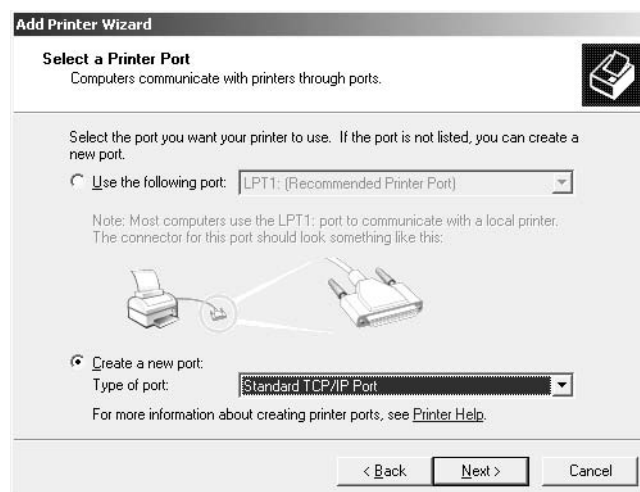 Add Printer Wizard
Select a Printer Port
Computers communicate with printers through ports.
Select the port you want your printer to use. If the port is not listed, you can create a
new port.
Use the following port: LPT1: (Recommended Printer Port)
Note: Most computers use the LPT1: port to communicate with a local printer.
The connector for this port should look something like this:
Create a new port:
Type of port: Standard TCP/IP Port
For more information about creating printer ports, see Printer Help.
< Back Next > Cancel